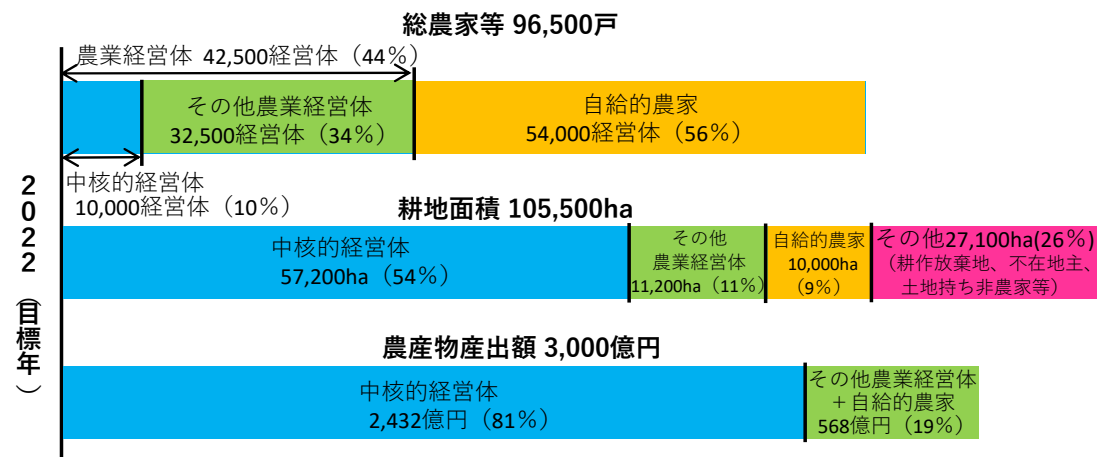 総農家等 96,500戸
農業経営体 42,500経営体（44％）
その他農業経営体
32,500経営体（34％）
自給的農家
54,000経営体（56％）
中核的経営体
10,000経営体（10％）
2022（目標年）
耕地面積 105,500ha
中核的経営体
57,200ha（54％）
その他
農業経営体
11,200ha（11％）
自給的農家
10,000ha
（9％）
その他27,100ha(26％)
（耕作放棄地、不在地主、
土地持ち非農家等）
農産物産出額 3,000億円
中核的経営体
2,432億円（81％）
その他農業経営体
＋自給的農家
568億円（19％）